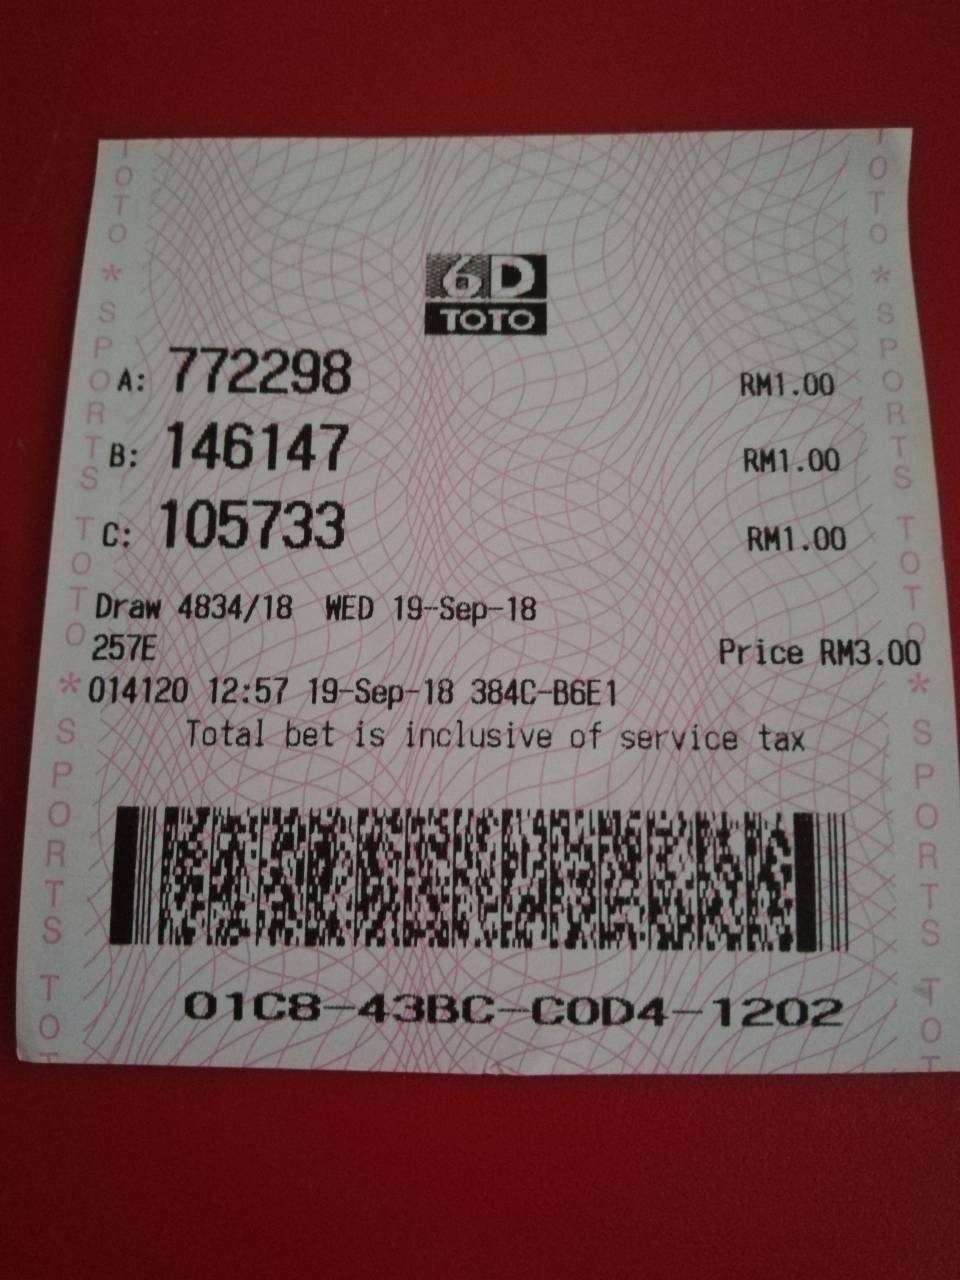 6D
TOTO
A: 772298 RM1.00
B: 146147 RM1.00
C: 105733 RM1.00
Draw 4834/18 WED 19-Sep-18
257E Price RM3.00
014120 12:57 19-Sep-18 384C-B6E1
Total bet is inclusive of service tax
01C8-43BC-C0D4-1202
TOTO * SPORTS TOTO * SPORTS TOT
TOTO * SPORTS TOTO * SPORTS TOT